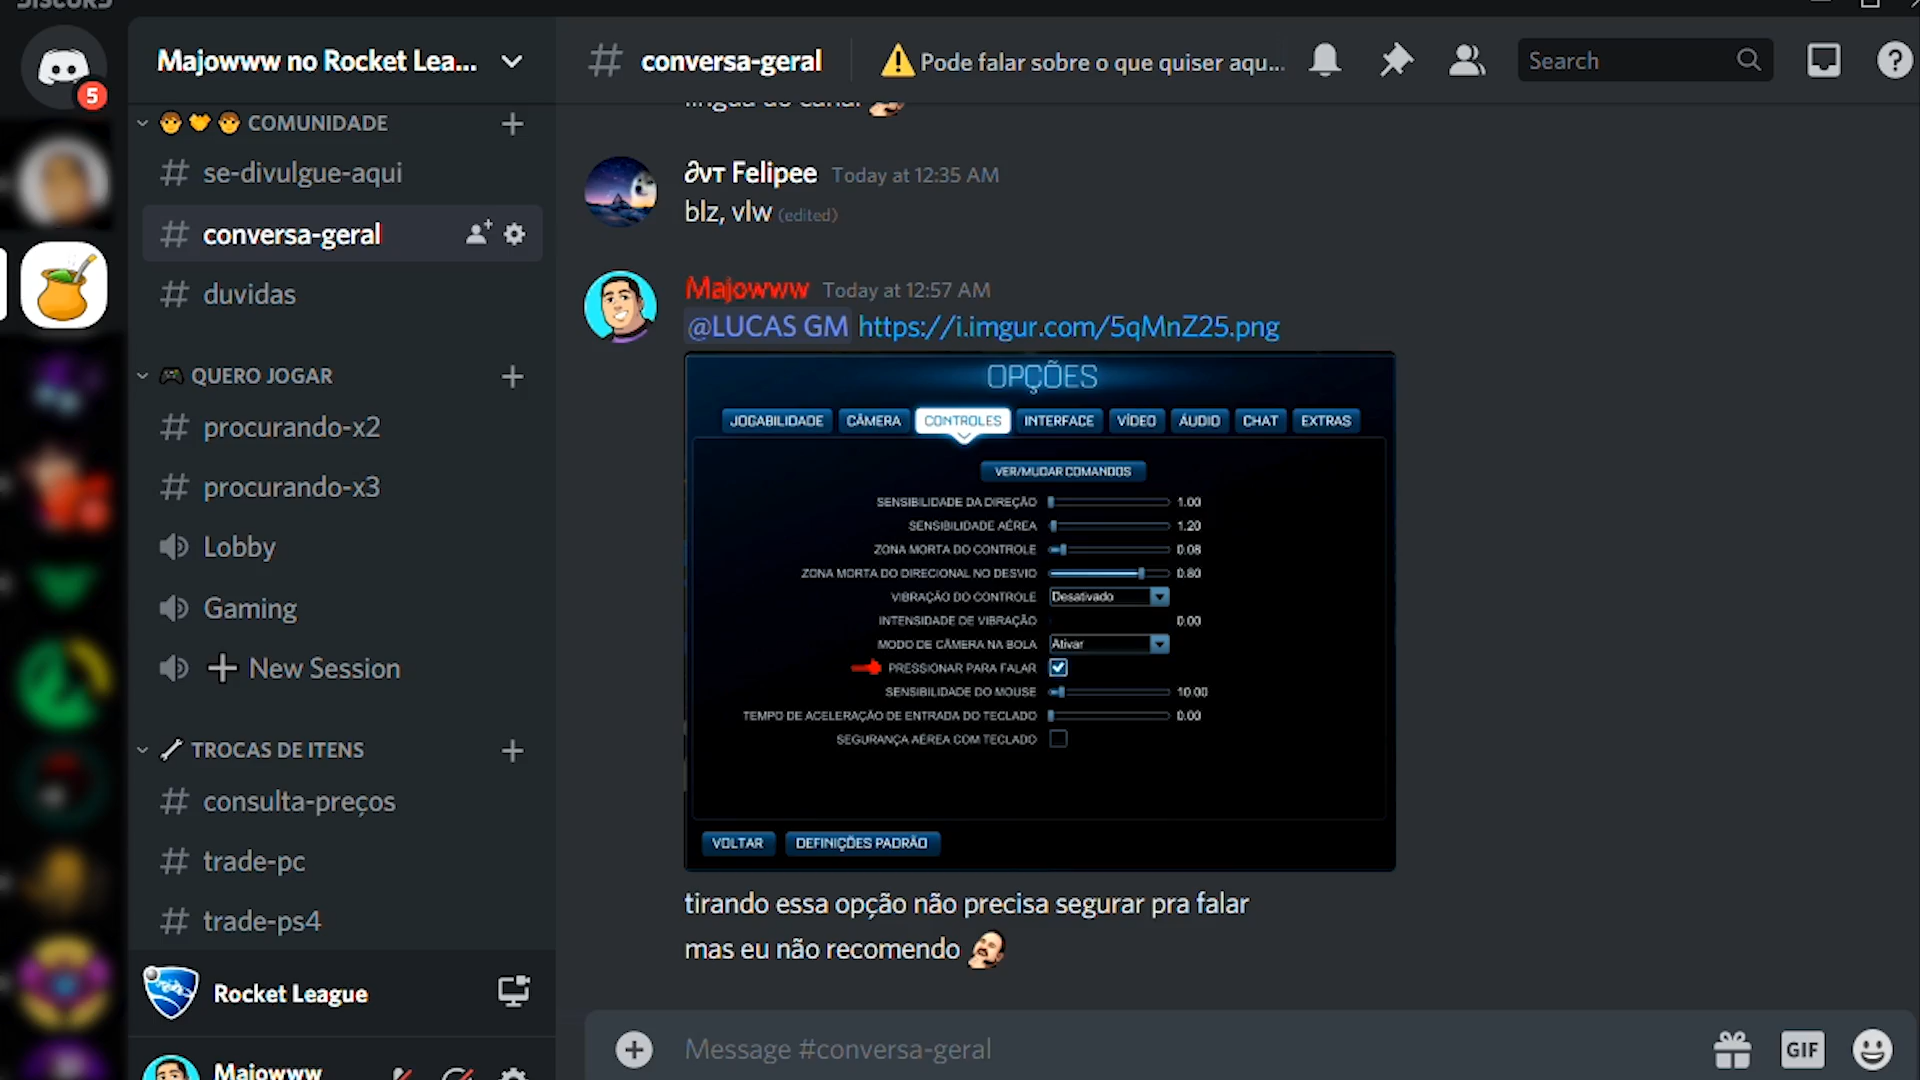 DISCORD
5
Majowww no Rocket Lea...
COMUNIDADE
se-divulgue-aqui
conversa-geral
duvidas
QUERO JOGAR
procurando-x2
procurando-x3
Lobby
Gaming
New Session
TROCAS DE ITENS
consulta-preços
trade-pc
trade-ps4
Rocket League
Majowww
conversa-geral
Pode falar sobre o que quiser aqu...
Search
língua do canal
∂νт Felipee Today at 12:35 AM
blz, vlw (edited)
Majowww Today at 12:57 AM
@LUCAS GM https://i.imgur.com/5qMnZ25.png
OPÇÕES
JOGABILIDADE CÂMERA CONTROLES INTERFACE VÍDEO ÁUDIO CHAT EXTRAS
VER/MUDAR COMANDOS
SENSIBILIDADE DA DIREÇÃO 1.00
SENSIBILIDADE AÉREA 1.20
ZONA MORTA DO CONTROLE 0.08
ZONA MORTA DO DIRECIONAL NO DESVIO 0.80
VIBRAÇÃO DO CONTROLE Desativado
INTENSIDADE DE VIBRAÇÃO 0.00
MODO DE CÂMERA NA BOLA Ativar
PRESSIONAR PARA FALAR
SENSIBILIDADE DO MOUSE 10.00
TEMPO DE ACELERAÇÃO DE ENTRADA DO TECLADO 0.00
SEGURANÇA AÉREA COM TECLADO
VOLTAR DEFINIÇÕES PADRÃO
tirando essa opção não precisa segurar pra falar
mas eu não recomendo
Message #conversa-geral
GIF